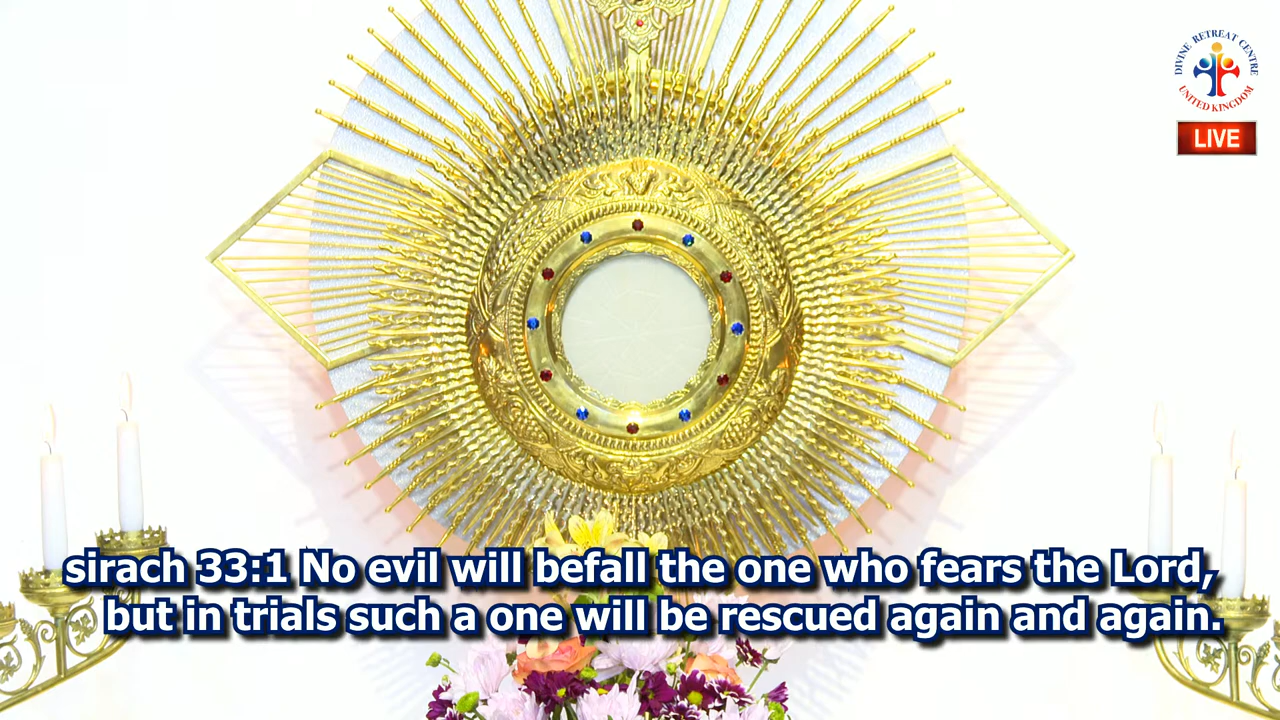 DIVINE RETREAT CENTRE
UNITED KINGDOM
LIVE
sirach 33:1 No evil will befall the one who fears the Lord,
but in trials such a one will be rescued again and again.